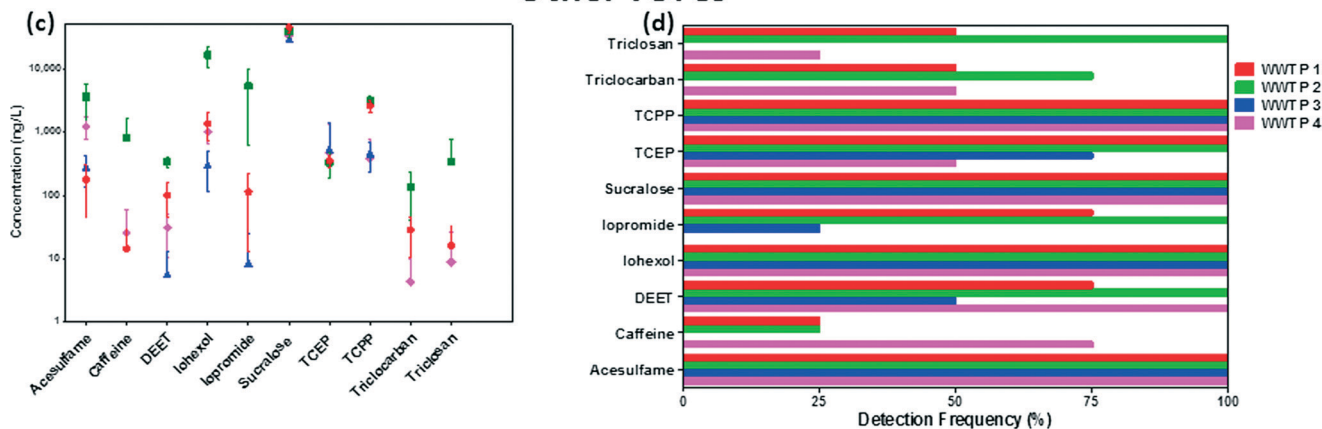 (c)
Concentration (ng/L)
10,000
1,000
100
10
1
Acesulfame
Caffeine
DEET
Iohexol
Iopromide
Sucralose
TCEP
TCPP
Triclocarban
Triclosan
(d)
Triclosan
Triclocarban
TCPP
TCEP
Sucralose
Iopromide
Iohexol
DEET
Caffeine
Acesulfame
0 25 50 75 100
Detection Frequency (%)
WWTP 1
WWTP 2
WWTP 3
WWTP 4